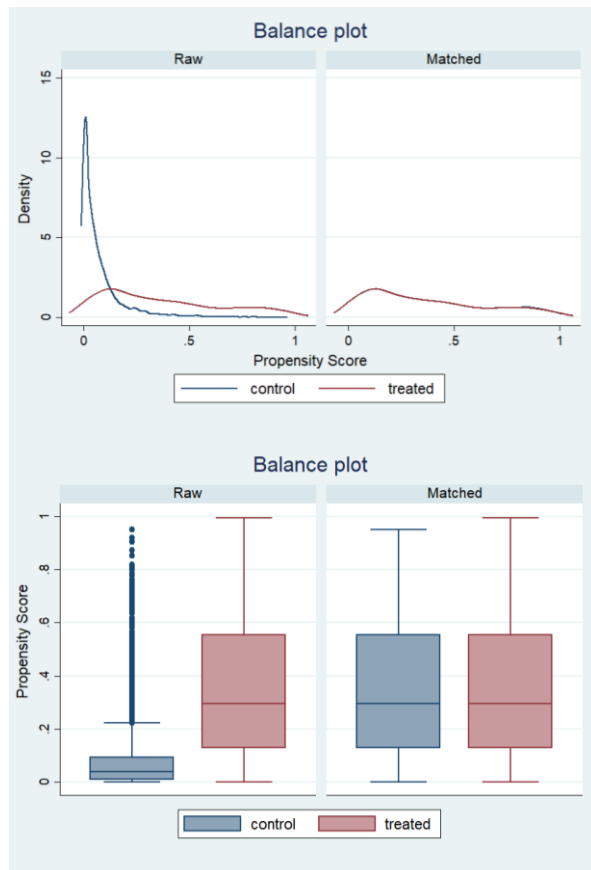 Balance plot
Raw Matched
15
10
5
0
Density
0 .5 1 0 .5 1
Propensity Score
control treated
Balance plot
Raw Matched
1
.8
.6
.4
.2
0
Propensity Score
control treated